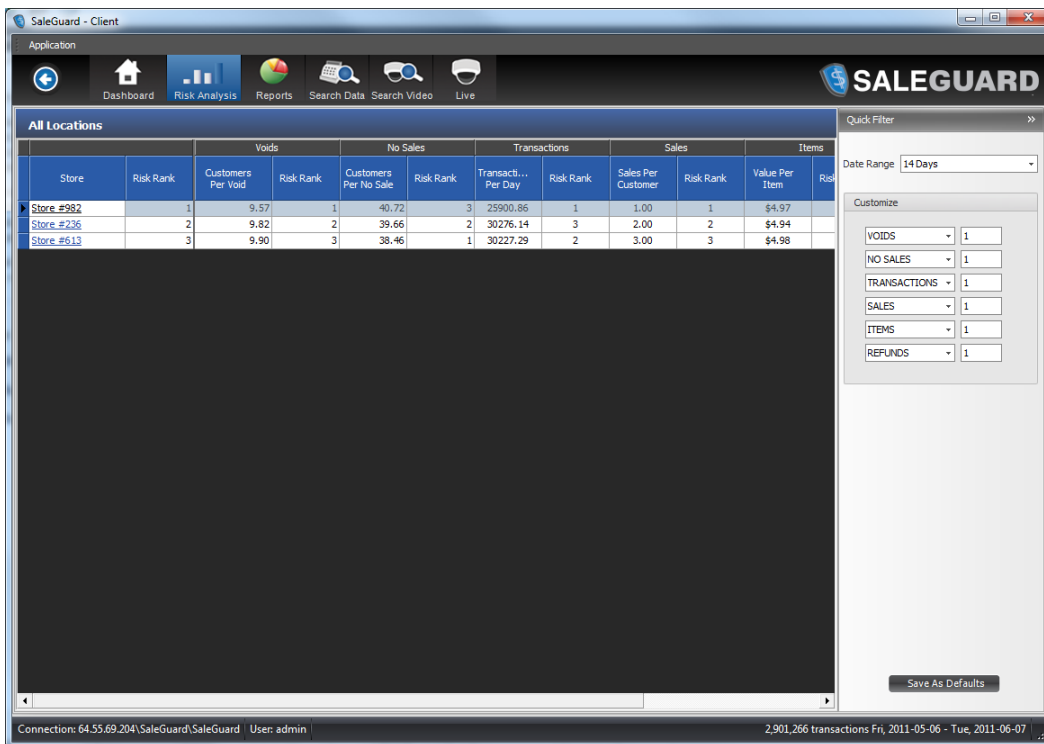 SaleGuard - Client
Application
Dashboard Risk Analysis Reports Search Data Search Video Live
SALEGUARD
All Locations
Voids No Sales Transactions Sales Items
Store Risk Rank Customers Per Void Risk Rank Customers Per No Sale Risk Rank Transacti... Per Day Risk Rank Sales Per Customer Risk Rank Value Per Item Risk
Store #982 1 9.57 1 40.72 3 25900.86 1 1.00 1 $4.97
Store #236 2 9.82 2 39.66 2 30276.14 3 2.00 2 $4.94
Store #613 3 9.90 3 38.46 1 30227.29 2 3.00 3 $4.98
Quick Filter »
Date Range 14 Days
Customize
VOIDS 1
NO SALES 1
TRANSACTIONS 1
SALES 1
ITEMS 1
REFUNDS 1
Save As Defaults
Connection: 64.55.69.204\SaleGuard\SaleGuard User: admin 2,901,266 transactions Fri, 2011-05-06 - Tue, 2011-06-07